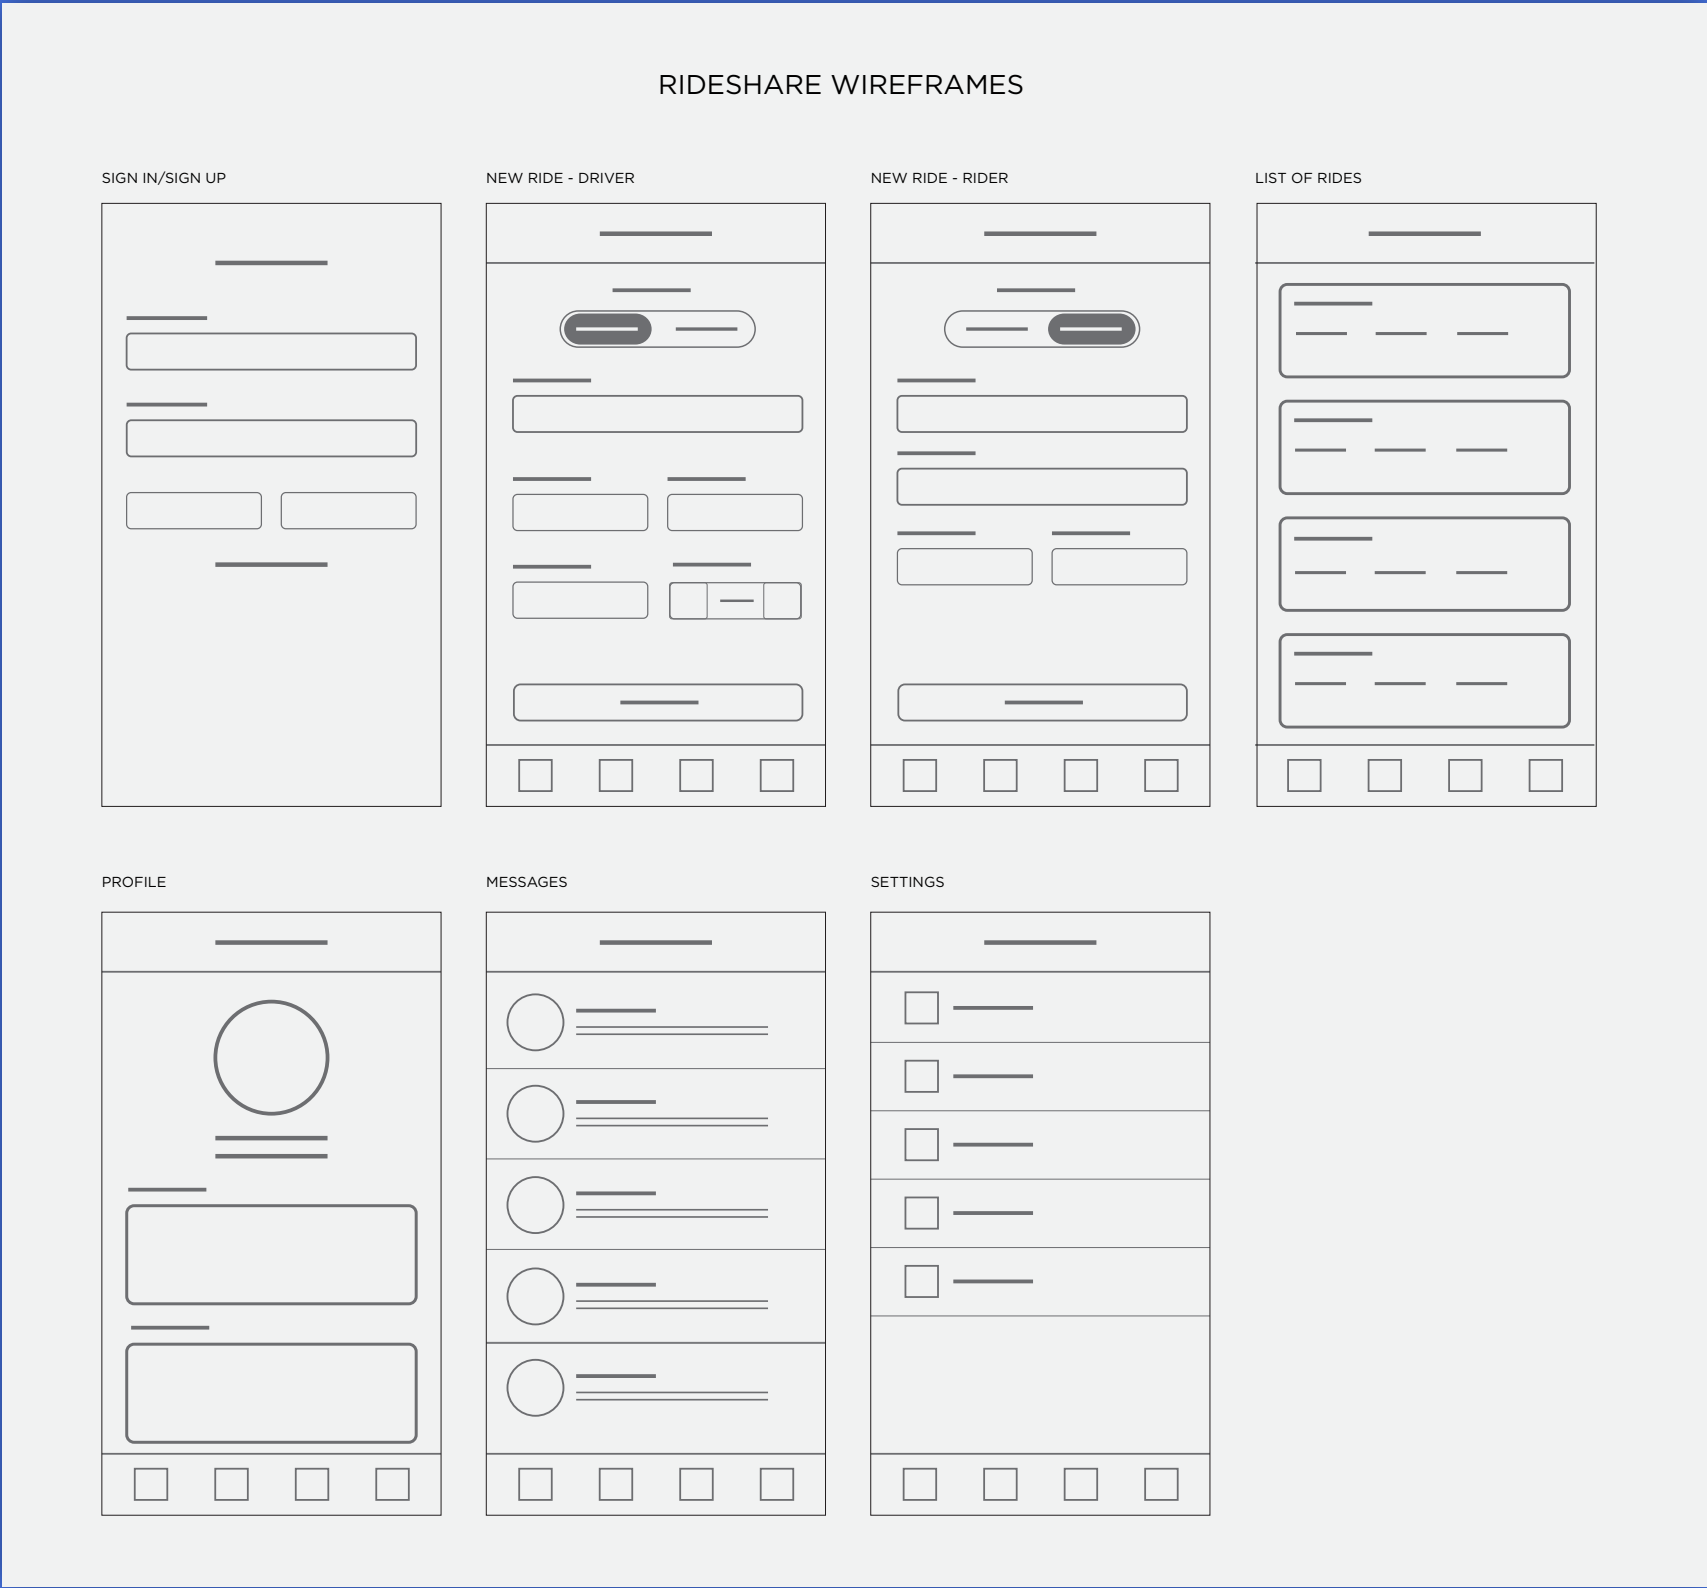 RIDESHARE WIREFRAMES
SIGN IN/SIGN UP
NEW RIDE - DRIVER
NEW RIDE - RIDER
LIST OF RIDES
PROFILE
MESSAGES
SETTINGS